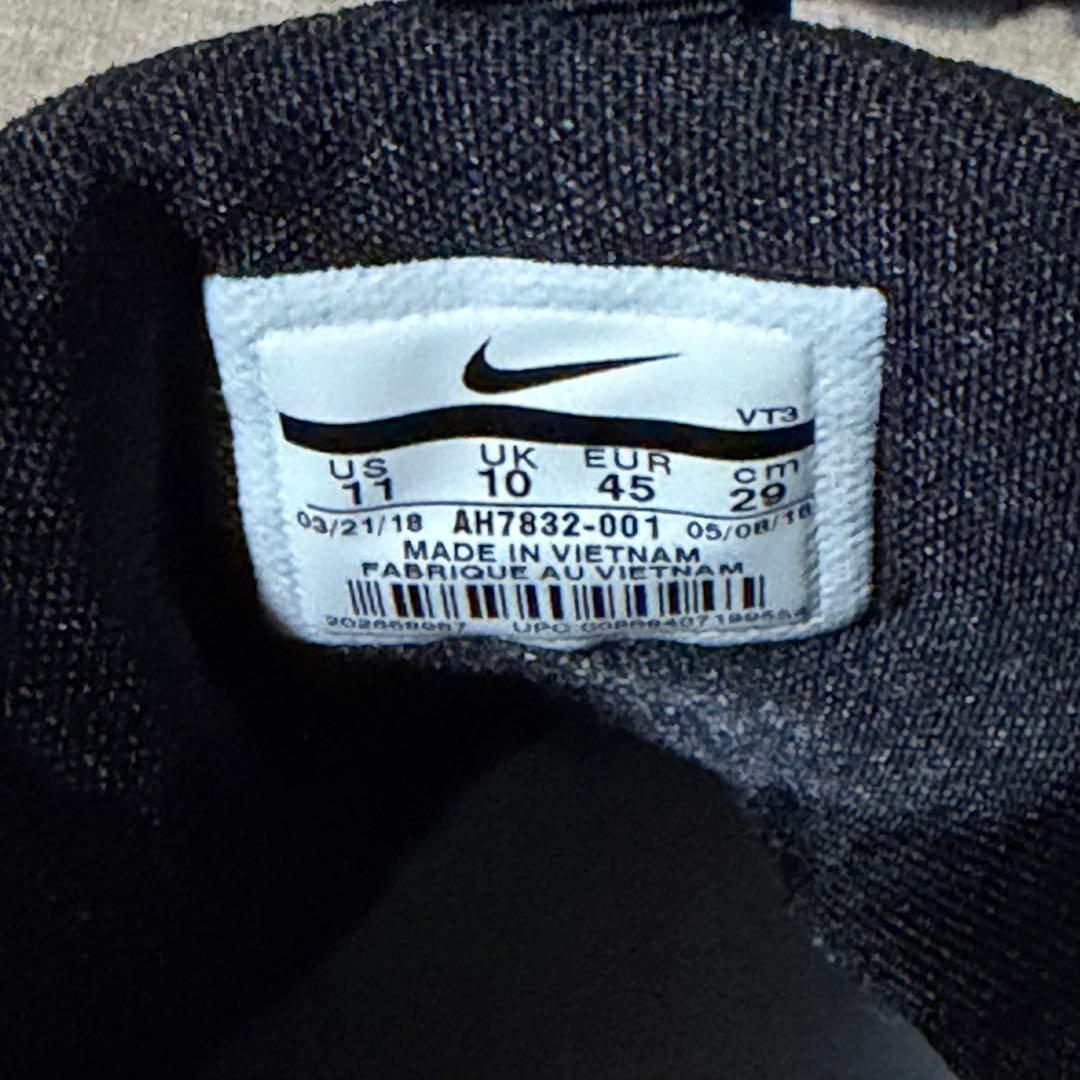 VT3
US UK EUR cm
11 10 45 29
03/21/18 AH7832-001 05/08/18
MADE IN VIETNAM
FABRIQUE AU VIETNAM
UPC